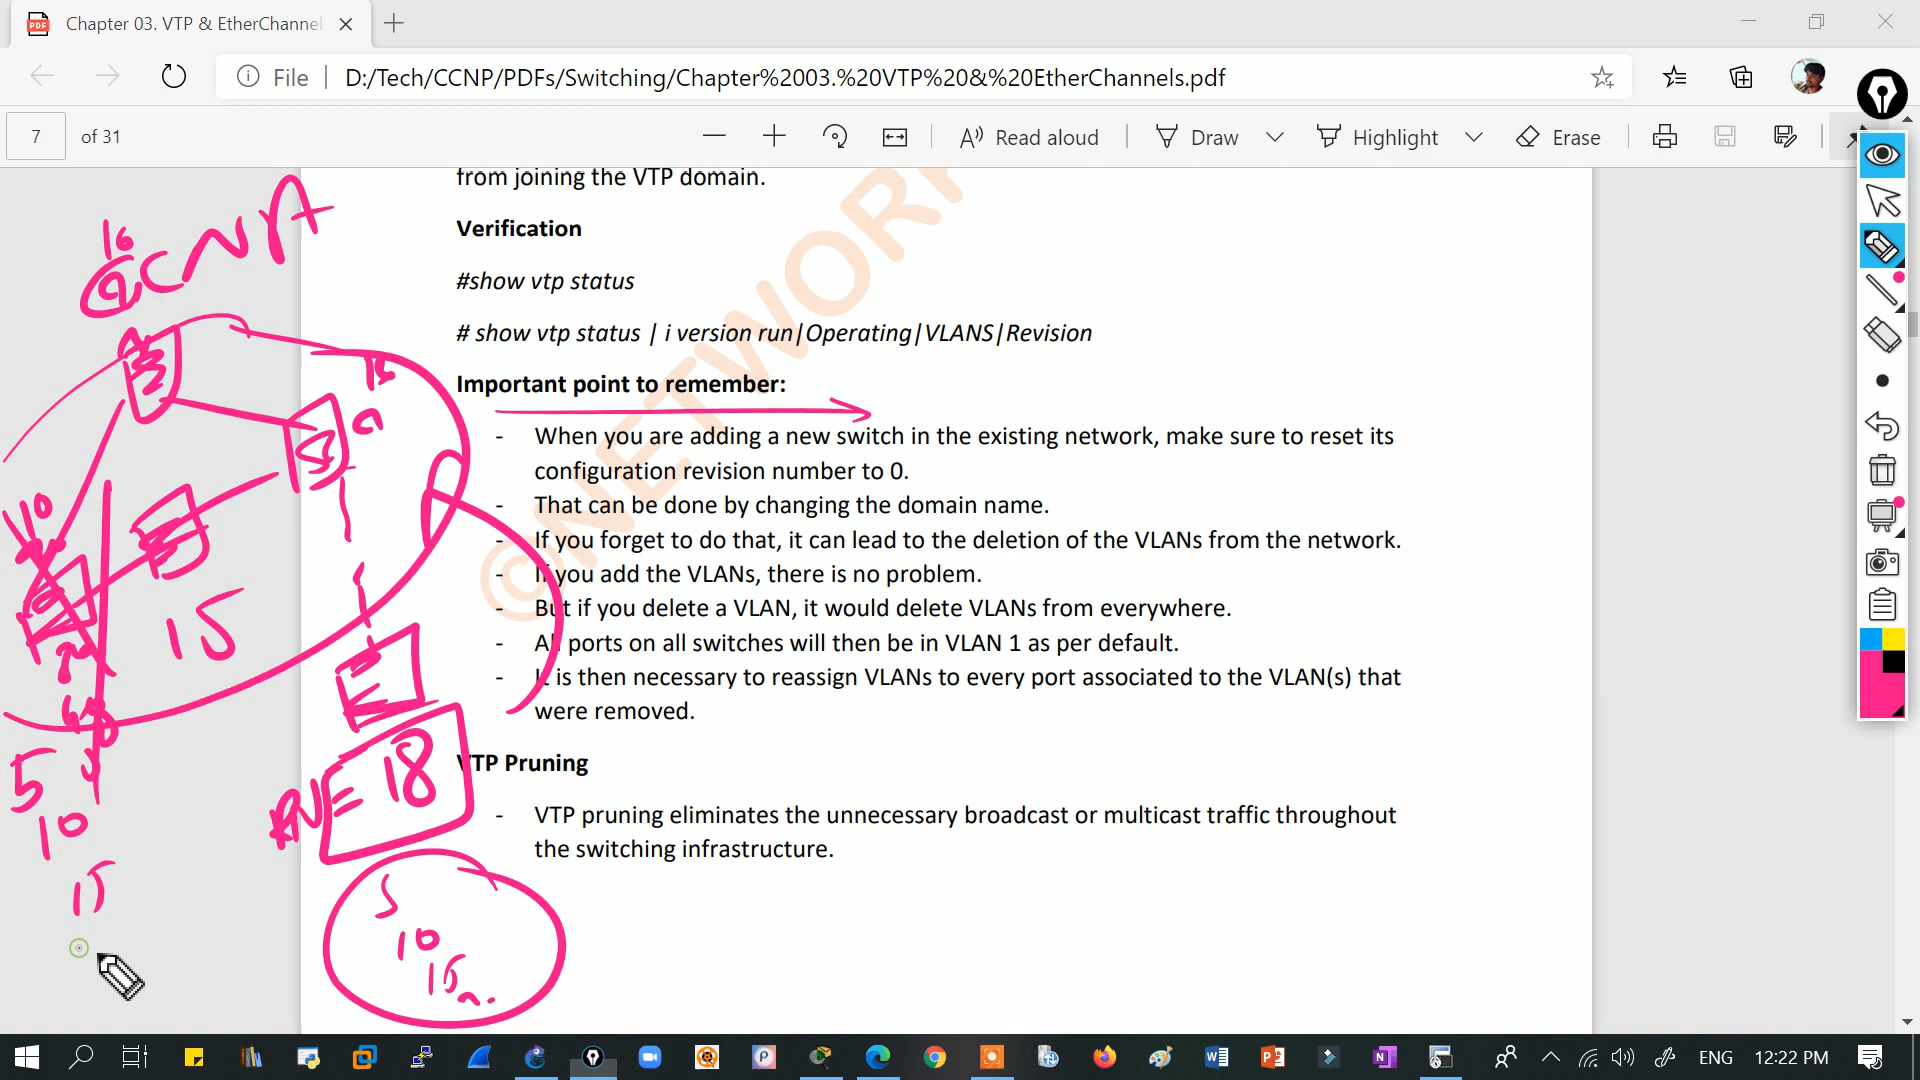 Chapter 03. VTP & EtherChannel
File
D:/Tech/CCNP/PDFs/Switching/Chapter%2003.%20VTP%20&%20EtherChannels.pdf
7
of 31
Read aloud
Draw
Highlight
Erase
from joining the VTP domain.
Verification
#show vtp status
# show vtp status | i version run|Operating|VLANS|Revision
Important point to remember:
- When you are adding a new switch in the existing network, make sure to reset its
configuration revision number to 0.
- That can be done by changing the domain name.
- If you forget to do that, it can lead to the deletion of the VLANs from the network.
- If you add the VLANs, there is no problem.
- But if you delete a VLAN, it would delete VLANs from everywhere.
- All ports on all switches will then be in VLAN 1 as per default.
- It is then necessary to reassign VLANs to every port associated to the VLAN(s) that
were removed.
VTP Pruning
- VTP pruning eliminates the unnecessary broadcast or multicast traffic throughout
the switching infrastructure.
©NETWORK
16
CCNA
15
15
RN= 18
5
10
15
5
10
15
ENG
12:22 PM